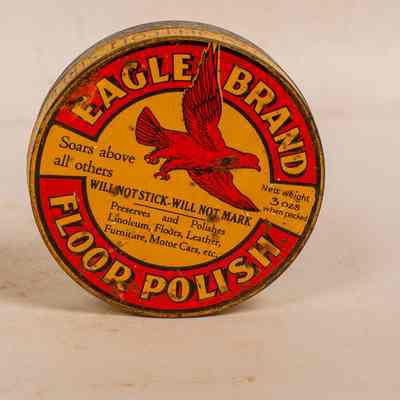 EAGLE BRAND
Soars above
all others
WILL NOT STICK-WILL NOT MARK
Nett weight
3 ozs
when packed
Preserves and Polishes
Linoleum, Floors, Leather,
Furniture, Motor Cars, etc.
FLOOR POLISH